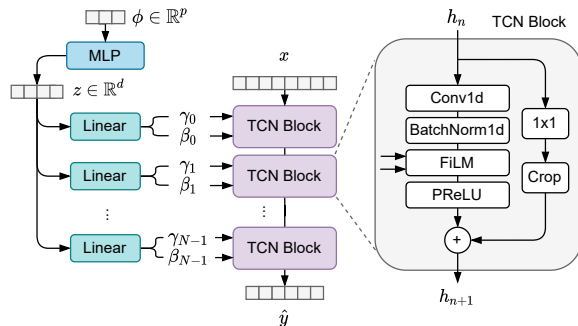 ϕ ∈ ℝ^p
MLP
z ∈ ℝ^d
x
Linear
γ_0
β_0
TCN Block
Linear
γ_1
β_1
TCN Block
⋮
⋮
Linear
γ_{N−1}
β_{N−1}
TCN Block
ŷ
TCN Block
h_n
Conv1d
BatchNorm1d
1x1
FiLM
Crop
PReLU
+
h_{n+1}